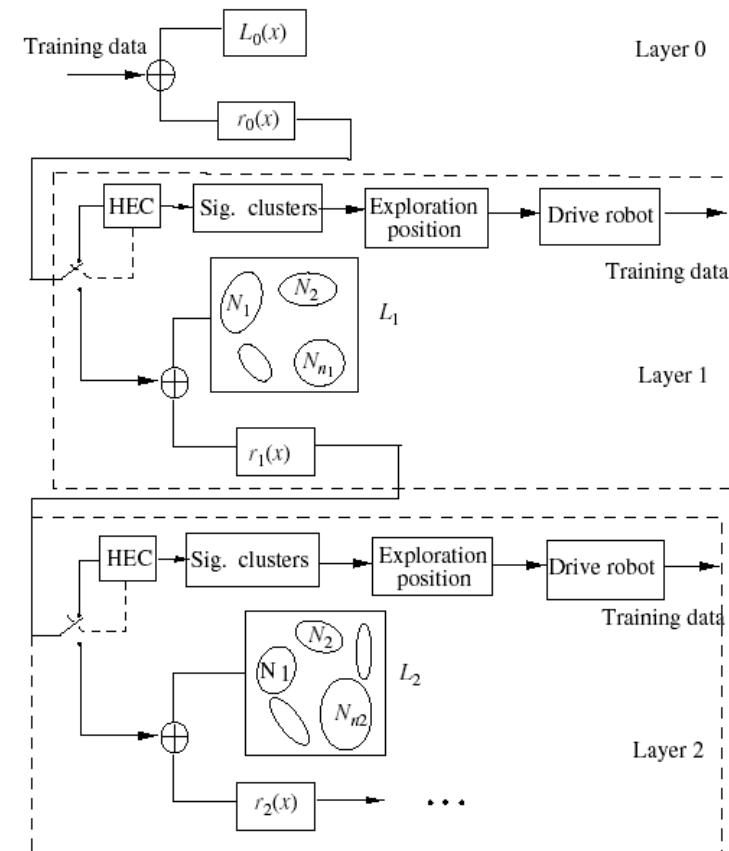 L0(x)
Training data
Layer 0
r0(x)
HEC
Sig. clusters
Exploration
position
Drive robot
Training data
N1
N2
L1
Nn1
Layer 1
r1(x)
HEC
Sig. clusters
Exploration
position
Drive robot
Training data
N2
N1
L2
Nn2
Layer 2
r2(x)
...